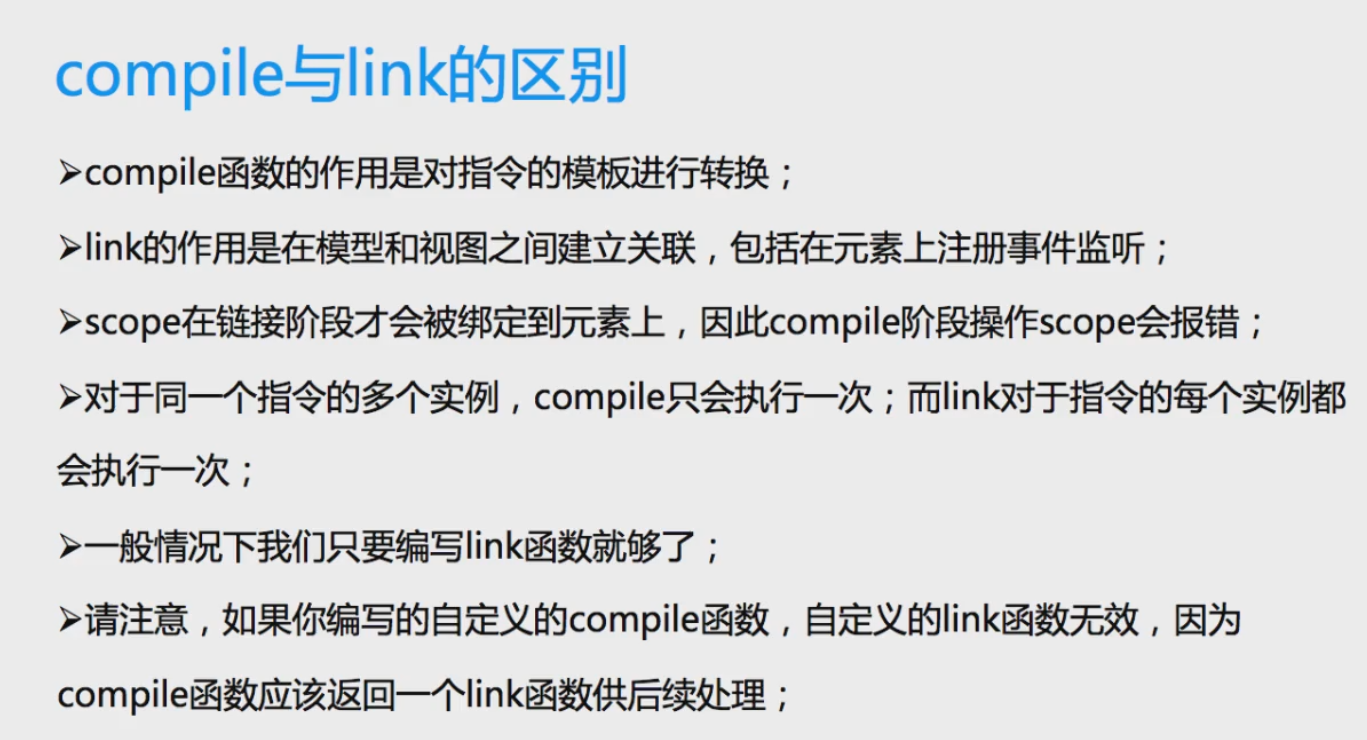 compile与link的区别
➢compile函数的作用是对指令的模板进行转换；
➢link的作用是在模型和视图之间建立关联，包括在元素上注册事件监听；
➢scope在链接阶段才会被绑定到元素上，因此compile阶段操作scope会报错；
➢对于同一个指令的多个实例，compile只会执行一次；而link对于指令的每个实例都
会执行一次；
➢一般情况下我们只要编写link函数就够了；
➢请注意，如果你编写的自定义的compile函数，自定义的link函数无效，因为
compile函数应该返回一个link函数供后续处理；